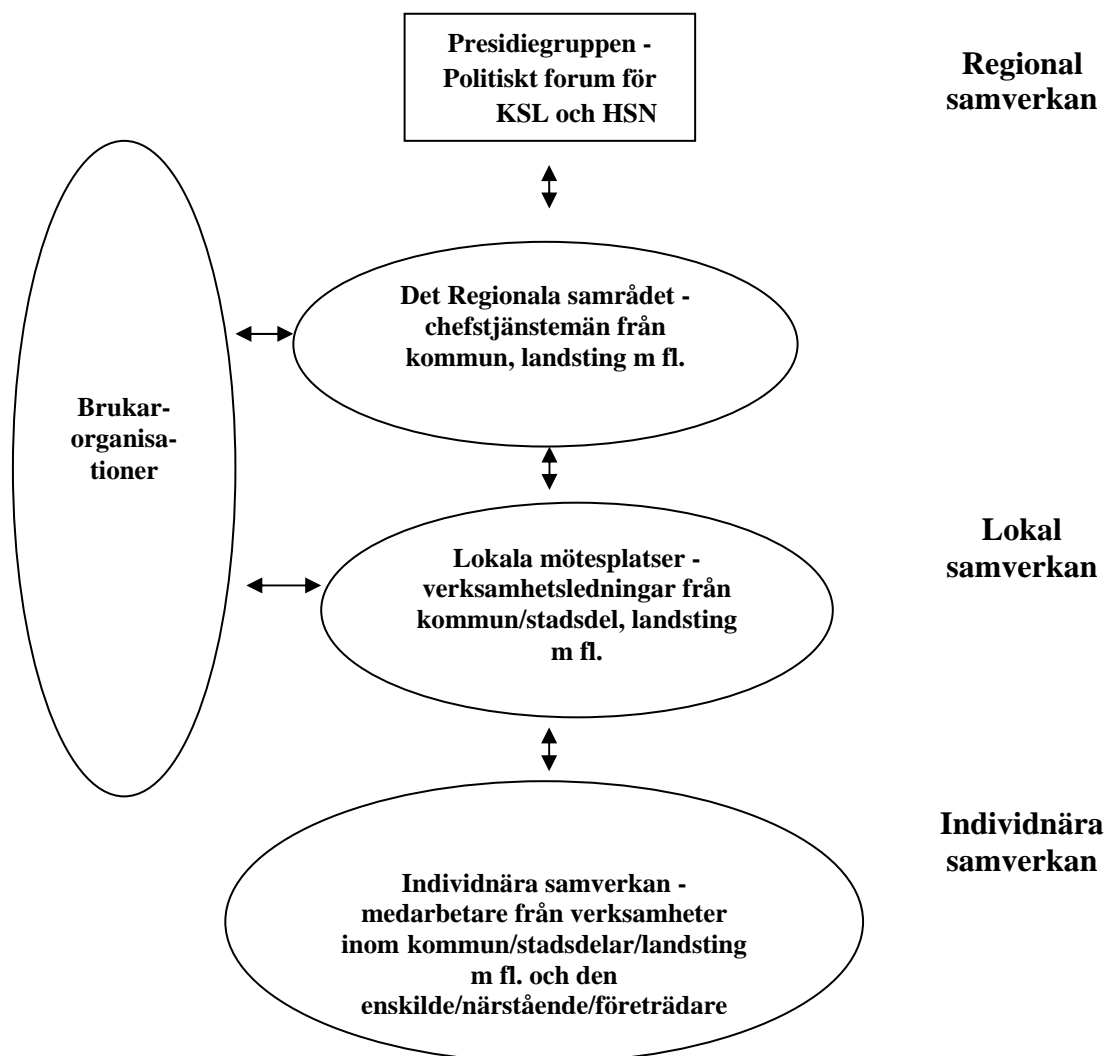 Presidiegruppen -
Politiskt forum för
KSL och HSN
Regional
samverkan
Det Regionala samrådet -
chefstjänstemän från
kommun, landsting m fl.
Brukar-
organisa-
tioner
Lokala mötesplatser -
verksamhetsledningar från
kommun/stadsdel, landsting
m fl.
Lokal
samverkan
Individnära
samverkan
Individnära samverkan -
medarbetare från verksamheter
inom kommun/stadsdelar/landsting
m fl. och den
enskilde/närstående/företrädare